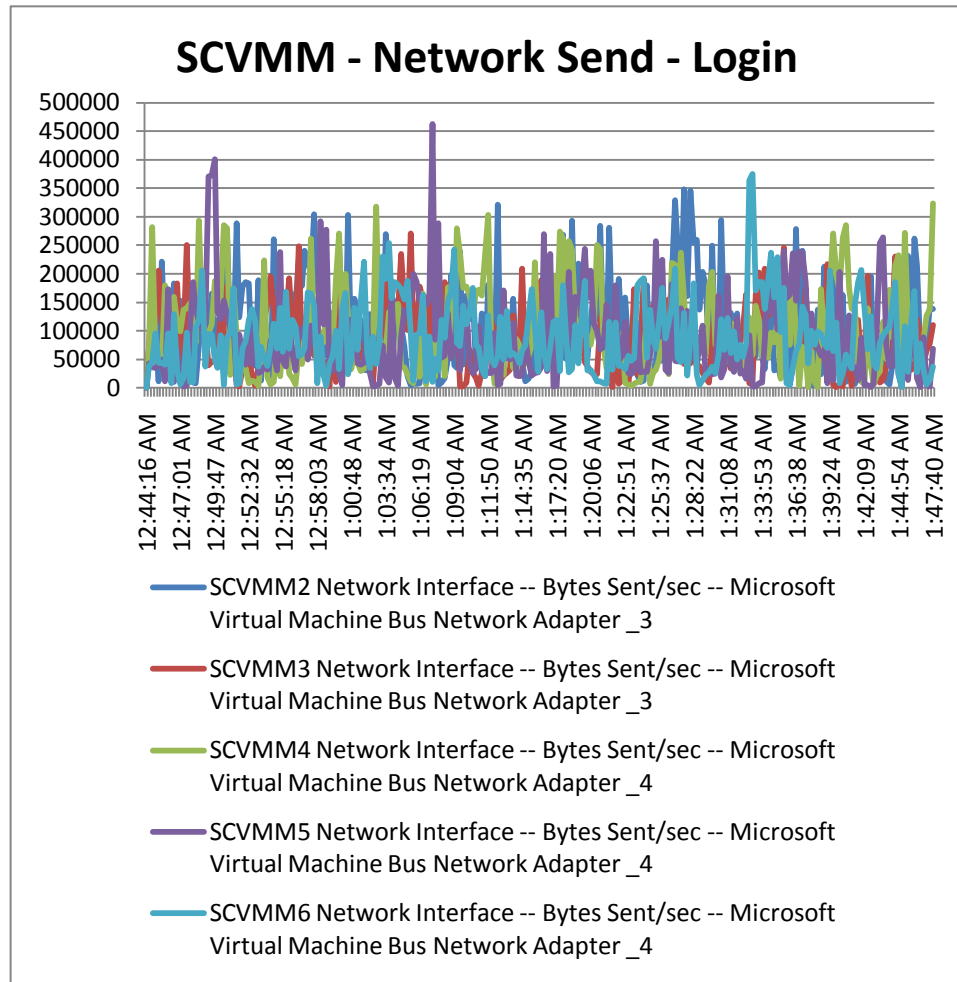 SCVMM - Network Send - Login
500000
450000
400000
350000
300000
250000
200000
150000
100000
50000
0
12:44:16 AM
12:47:01 AM
12:49:47 AM
12:52:32 AM
12:55:18 AM
12:58:03 AM
1:00:48 AM
1:03:34 AM
1:06:19 AM
1:09:04 AM
1:11:50 AM
1:14:35 AM
1:17:20 AM
1:20:06 AM
1:22:51 AM
1:25:37 AM
1:28:22 AM
1:31:08 AM
1:33:53 AM
1:36:38 AM
1:39:24 AM
1:42:09 AM
1:44:54 AM
1:47:40 AM
SCVMM2 Network Interface -- Bytes Sent/sec -- Microsoft
Virtual Machine Bus Network Adapter _3
SCVMM3 Network Interface -- Bytes Sent/sec -- Microsoft
Virtual Machine Bus Network Adapter _3
SCVMM4 Network Interface -- Bytes Sent/sec -- Microsoft
Virtual Machine Bus Network Adapter _4
SCVMM5 Network Interface -- Bytes Sent/sec -- Microsoft
Virtual Machine Bus Network Adapter _4
SCVMM6 Network Interface -- Bytes Sent/sec -- Microsoft
Virtual Machine Bus Network Adapter _4